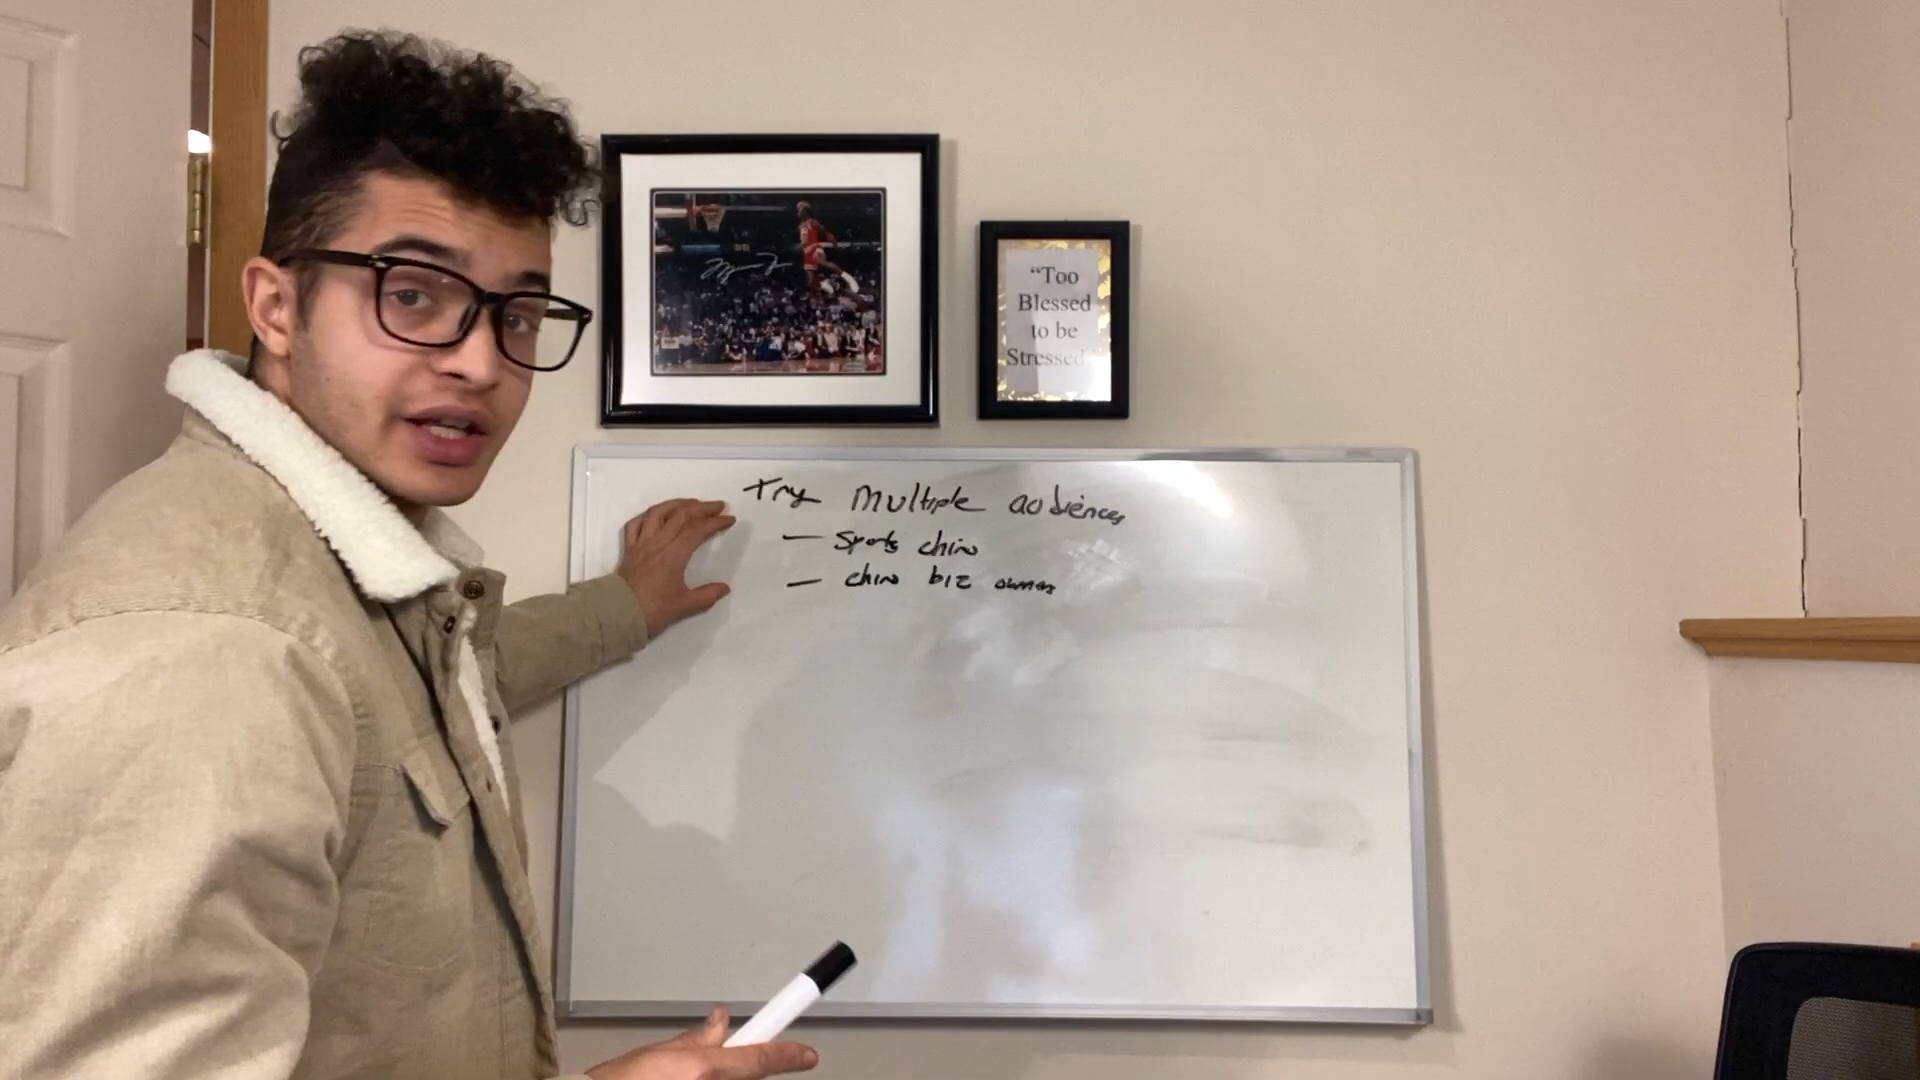 “Too
Blessed
to be
Stressed.”
Try Multiple audiences
— Sports chiro
— chiro biz owners